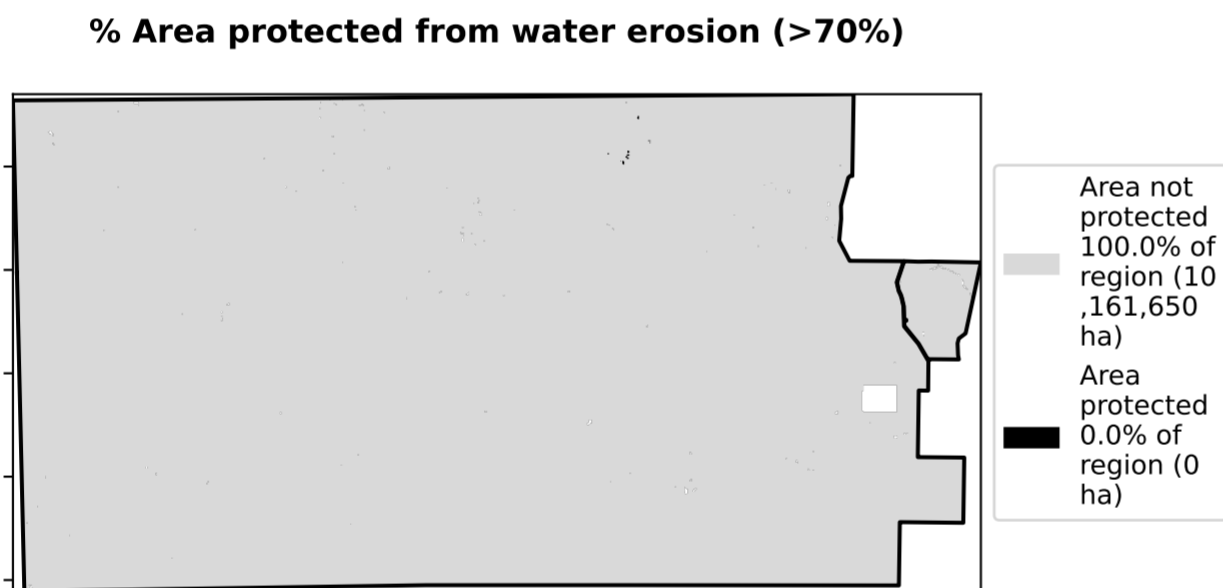 % Area protected from water erosion (>70%)
Area not
protected
100.0% of
region (10
,161,650
ha)
Area
protected
0.0% of
region (0
ha)